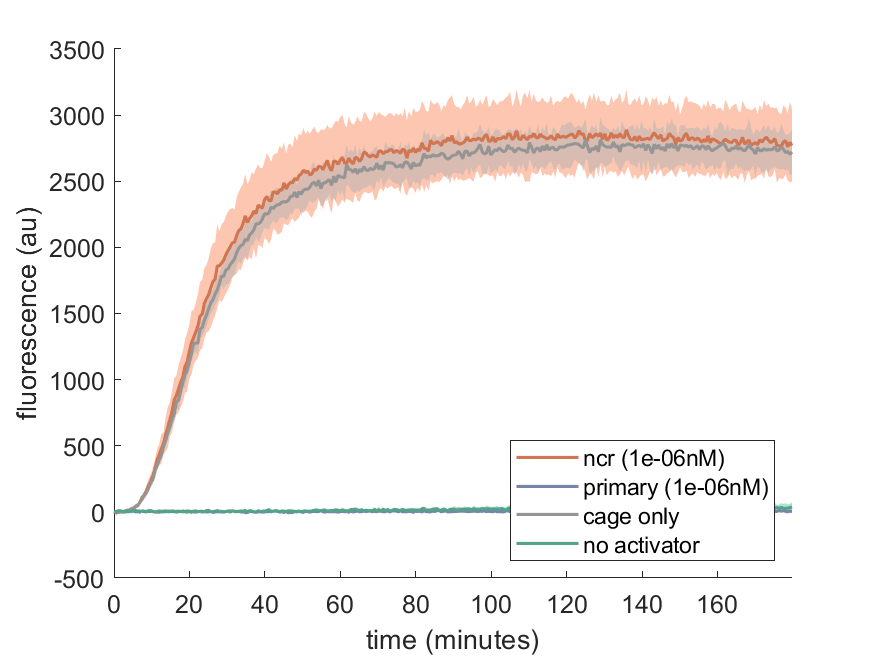 3500
3000
2500
2000
1500
1000
500
0
-500
fluorescence (au)
0 20 40 60 80 100 120 140 160
time (minutes)
ncr (1e-06nM)
primary (1e-06nM)
cage only
no activator